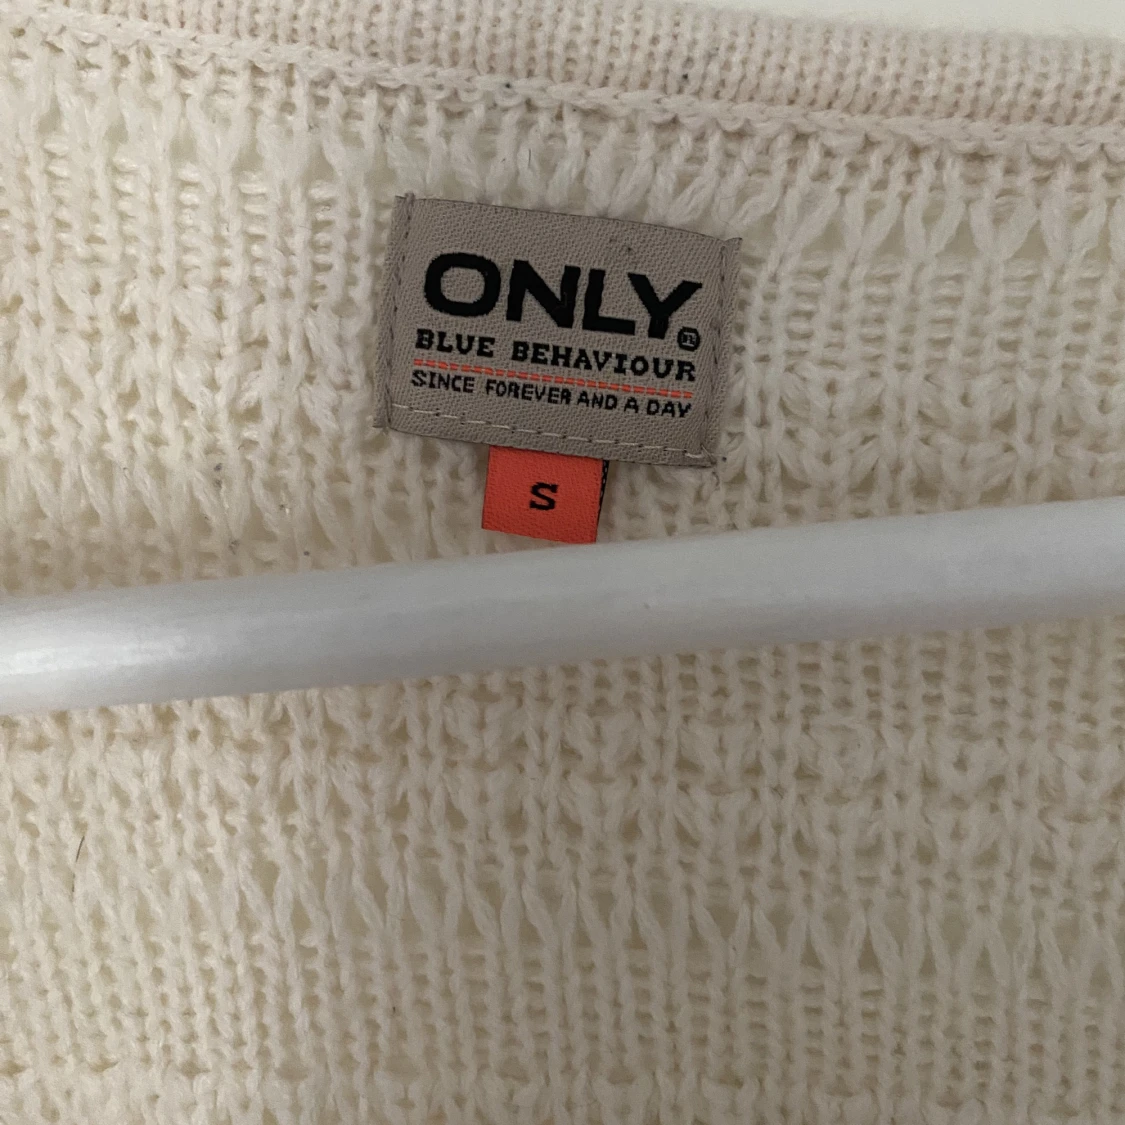 ONLY®
BLUE BEHAVIOUR
SINCE FOREVER AND A DAY
S